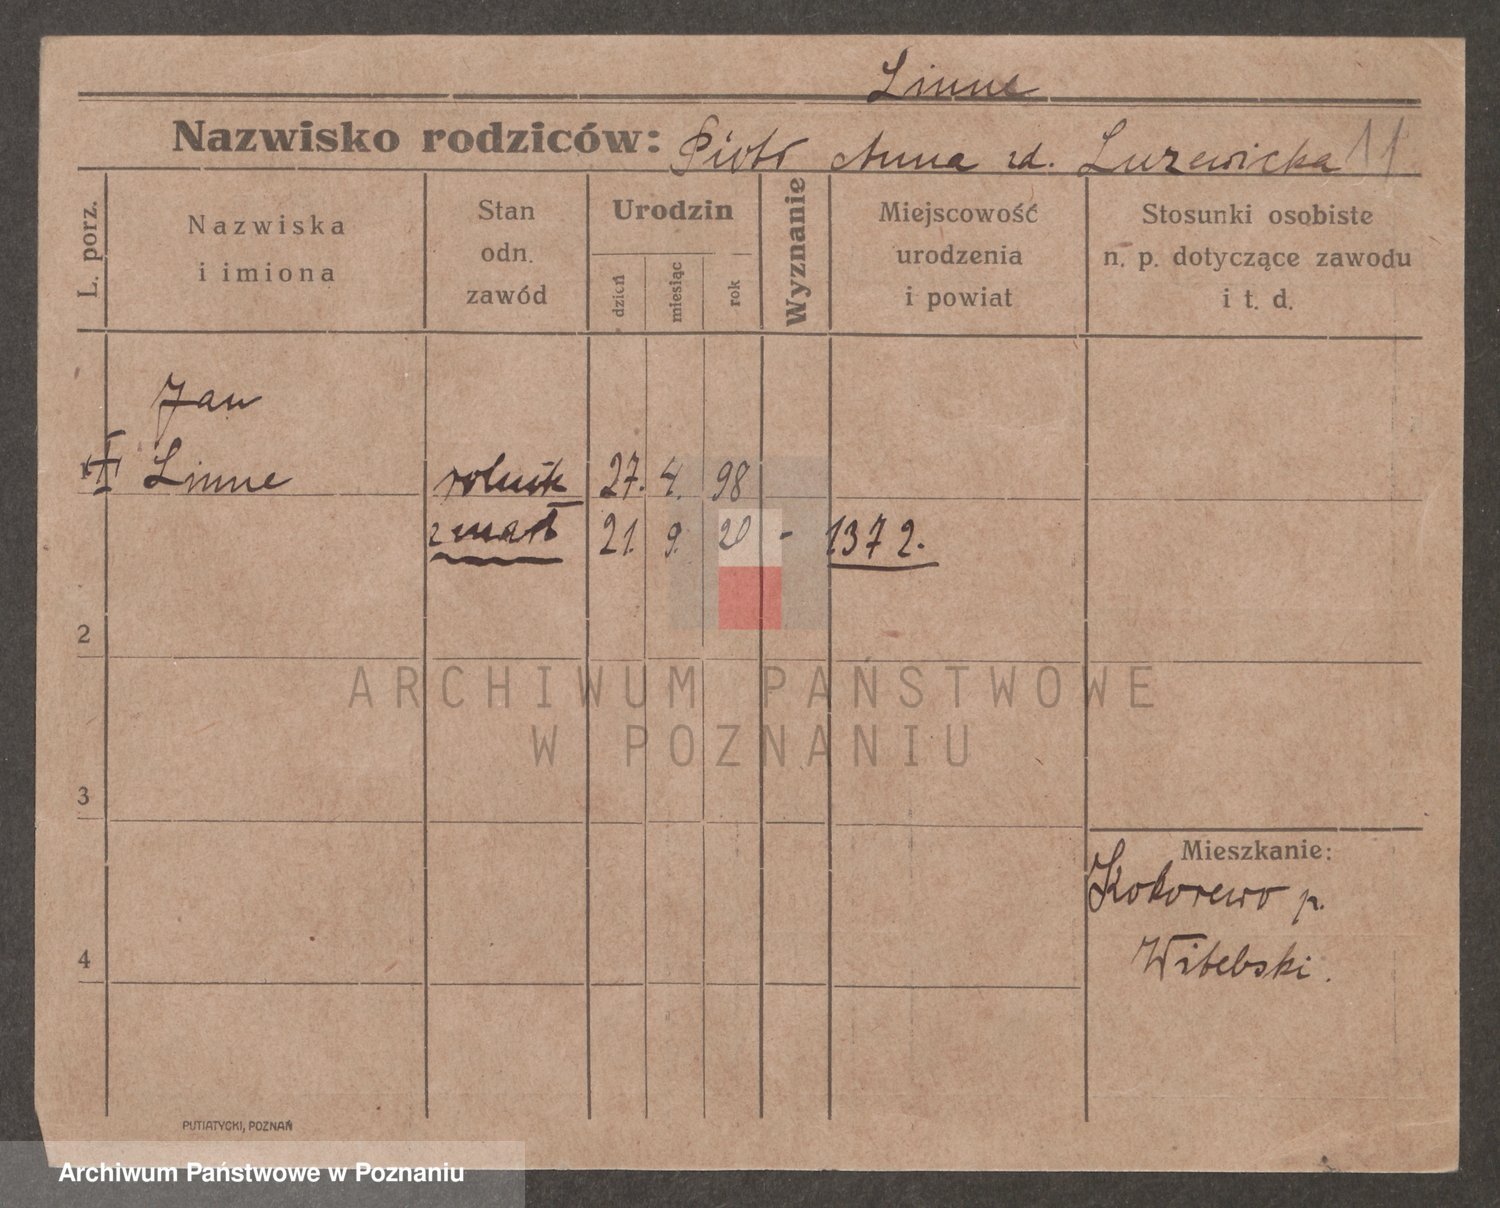 Linne
Nazwisko rodziców: Piotr Anna zd. Luzewicka 11
L. porz.
Nazwiska
i imiona
Stan
odn.
zawód
Urodzin
dzień
miesiąc
rok
Wyznanie
Miejscowość
urodzenia
i powiat
Stosunki osobiste
n. p. dotyczące zawodu
i t. d.
Jan
1 Linne rolnik 27. 4. 98
zmarł 21. 9. 20 - 1372.
2
ARCHIWUM PAŃSTWOWE
W POZNANIU
3
Mieszkanie:
Kokorewo p.
Witebski.
4
PUTIATYCKI, POZNAŃ
Archiwum Państwowe w Poznaniu